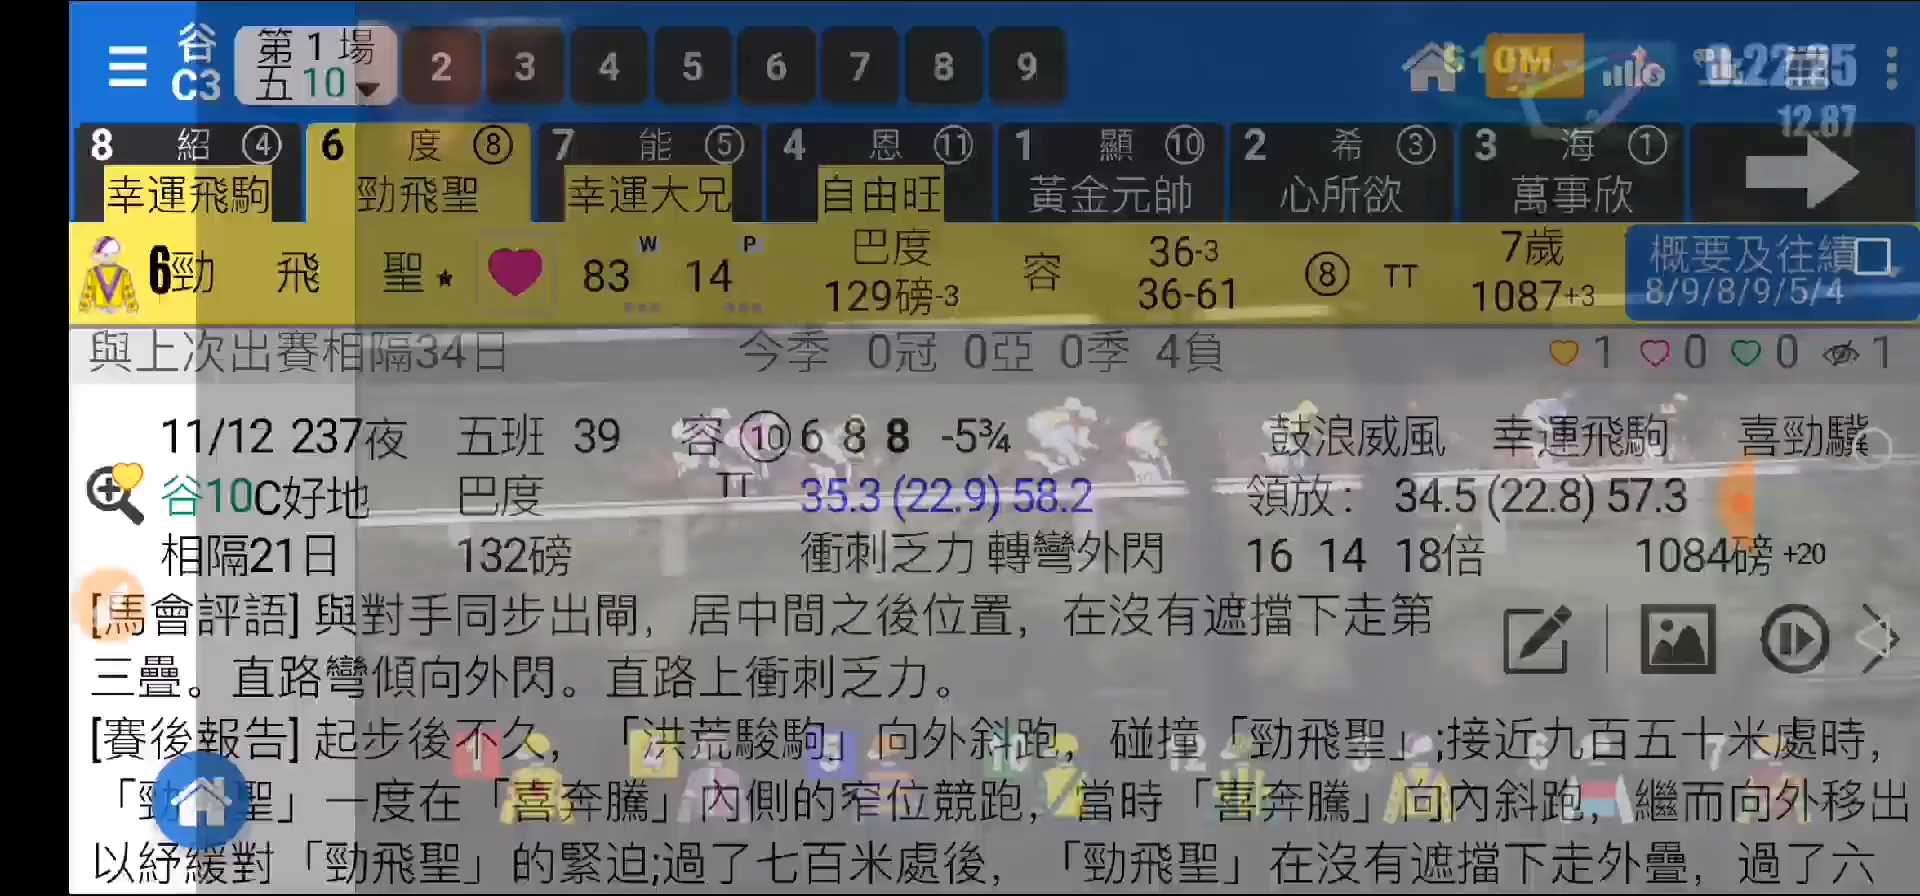 谷 第 1 場 2 3 4 5 6 7 8 9
C3 五 10
12.87
8 紹 ④ 6 度 ⑧ 7 能 ⑤ 4 恩 ⑪ 1 顯 ⑩ 2 希 ③ 3 海 ①
幸運飛駒 勁飛聖 幸運大兄 自由旺 黃金元帥 心所欲 萬事欣
6 勁飛聖 ★ 83 W 14 P 巴度 容 36-3 ⑧ TT 7歲 概要及往績
129磅-3 36-61 1087+3 8/9/8/9/5/4
與上次出賽相隔34日 今季 0冠 0亞 0季 4負 1 0 0 1
11/12 237夜 五班 39 容 ⑩ 6 8 8 -5¾ 鼓浪威風 幸運飛駒 喜勁驥
谷10C好地 巴度 TT 35.3 (22.9) 58.2 領放： 34.5 (22.8) 57.3
相隔21日 132磅 衝刺乏力 轉彎外閃 16 14 18倍 1084磅 +20
[馬會評語] 與對手同步出閘，居中間之後位置，在沒有遮擋下走第
三疊。直路彎傾向外閃。直路上衝刺乏力。
[賽後報告] 起步後不久，「洪荒駿駒」向外斜跑，碰撞「勁飛聖」;接近九百五十米處時，
「勁飛聖」一度在「喜奔騰」內側的窄位競跑，當時「喜奔騰」向內斜跑，繼而向外移出
以紓緩對「勁飛聖」的緊迫;過了七百米處後，「勁飛聖」在沒有遮擋下走外疊，過了六